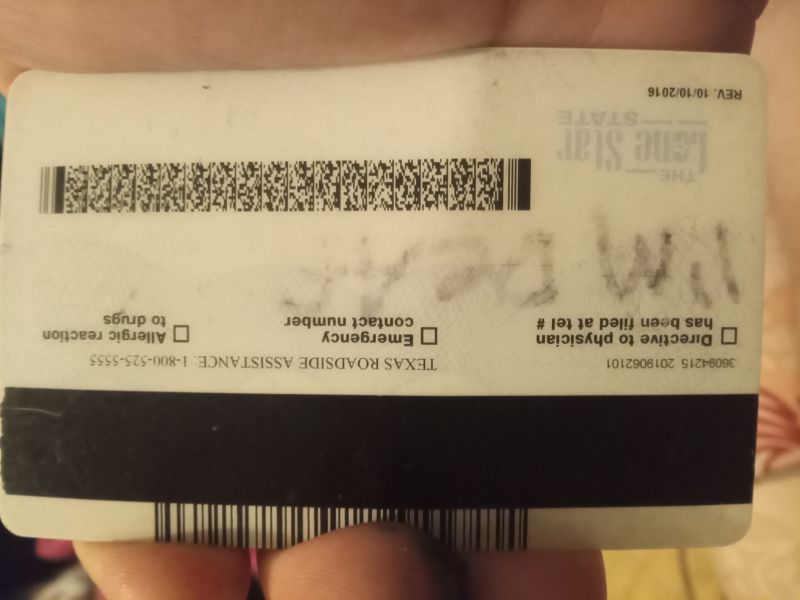 36094215 2019062101 TEXAS ROADSIDE ASSISTANCE: 1-800-525-5555
Directive to physician
has been filed at tel #
Emergency
contact number
Allergic reaction
to drugs
I'M DeAF
THE
Lone Star
STATE
REV. 10/10/2016